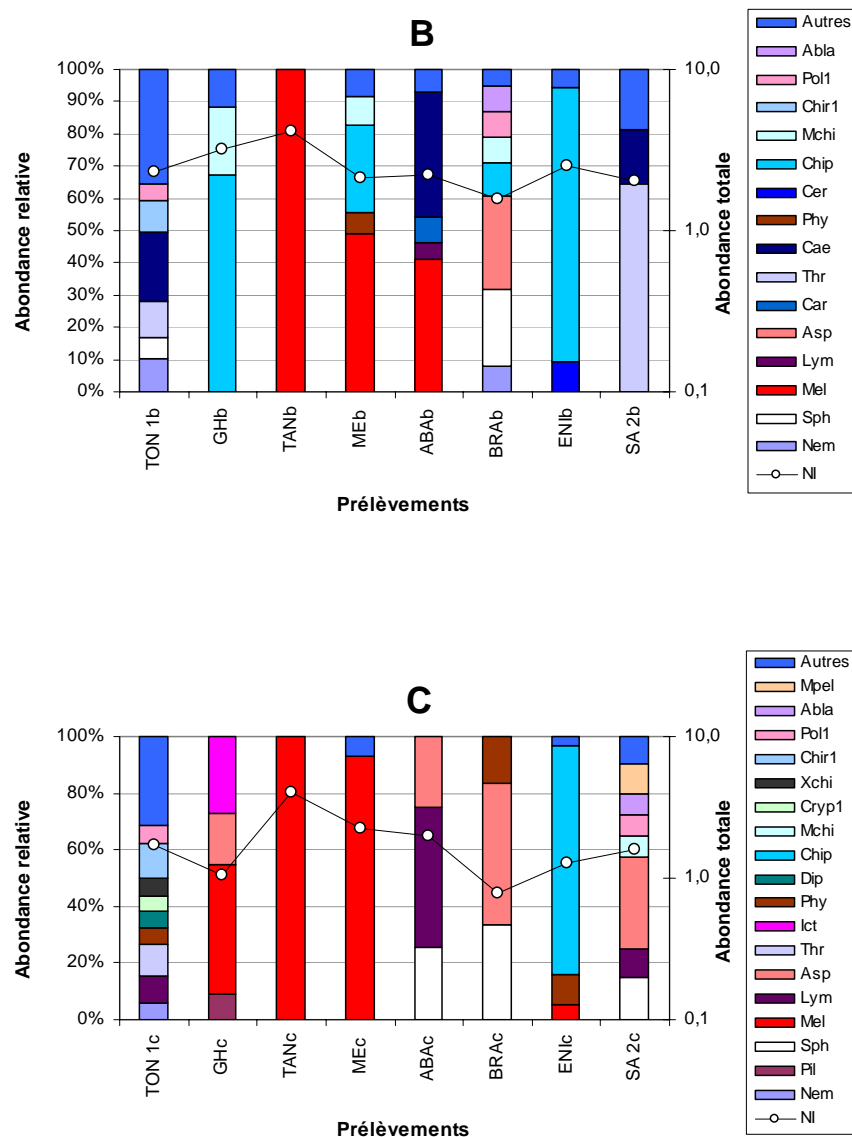 B
100%
90%
80%
70%
60%
50%
40%
30%
20%
10%
0%
Abondance relative
10,0
1,0
0,1
Abondance totale
TON 1b
GHb
TANb
MEb
ABAb
BRAb
ENIb
SA 2b
Prélèvements
Autres
Abla
Pol1
Chir1
Mchi
Chip
Cer
Phy
Cae
Thr
Car
Asp
Lym
Mel
Sph
Nem
NI
C
100%
80%
60%
40%
20%
0%
Abondance relative
10,0
1,0
0,1
Abondance totale
TON 1c
GHc
TANc
MEc
ABAc
BRAc
ENIc
SA 2c
Prélèvements
Autres
Mpel
Abla
Pol1
Chir1
Xchi
Cryp1
Mchi
Chip
Dip
Phy
Ict
Thr
Asp
Lym
Mel
Sph
Pil
Nem
NI